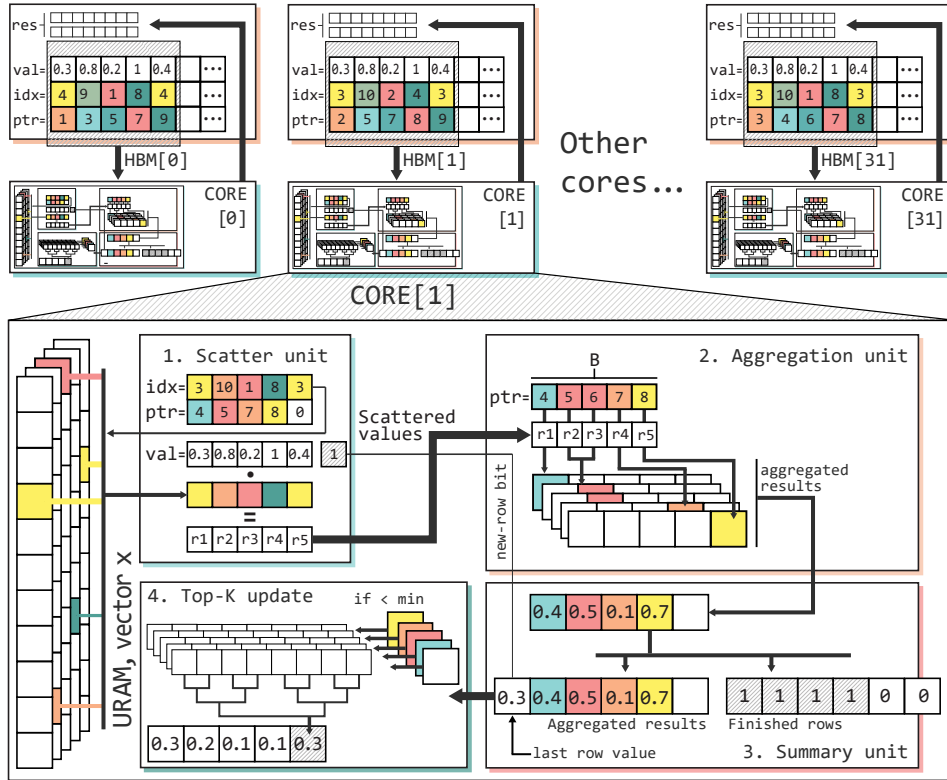 res
val= 0.3 0.8 0.2 1 0.4 ...
idx= 4 9 1 8 4 ...
ptr= 1 3 5 7 9 ...
HBM[0]
CORE
[0]
res
val= 0.3 0.8 0.2 1 0.4 ...
idx= 3 10 2 4 3 ...
ptr= 2 5 7 8 9 ...
HBM[1]
CORE
[1]
Other
cores...
val= 0.3 0.8 0.2 1 0.4 ...
idx= 3 10 1 8 3 ...
ptr= 3 4 6 7 8 ...
res
HBM[31]
CORE
[31]
CORE[1]
URAM, vector x
1. Scatter unit
idx= 3 10 1 8 3
ptr= 4 5 7 8 0
val= 0.3 0.8 0.2 1 0.4 1
•
=
r1 r2 r3 r4 r5
Scattered
values
new-row bit
2. Aggregation unit
B
ptr= 4 5 6 7 8
r1 r2 r3 r4 r5
aggregated
results
0.4 0.5 0.1 0.7
0.3 0.4 0.5 0.1 0.7
1 1 1 1 0 0
Aggregated results
Finished rows
last row value
3. Summary unit
4. Top-K update
if < min
0.3 0.2 0.1 0.1 0.3